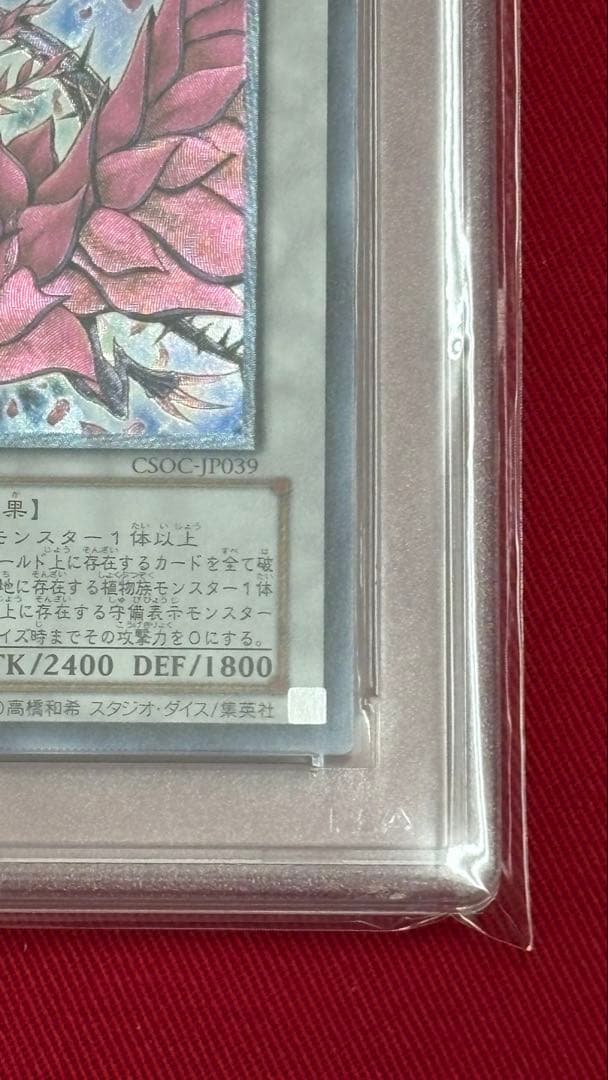 CSOC-JP039
果】
モンスター1体以上
ールド上に存在するカードを全て破
地に存在する植物族モンスター1体
上に存在する守備表示モンスター
イズ時までその攻撃力を0にする。
TK/2400 DEF/1800
©高橋和希 スタジオ・ダイス/集英社